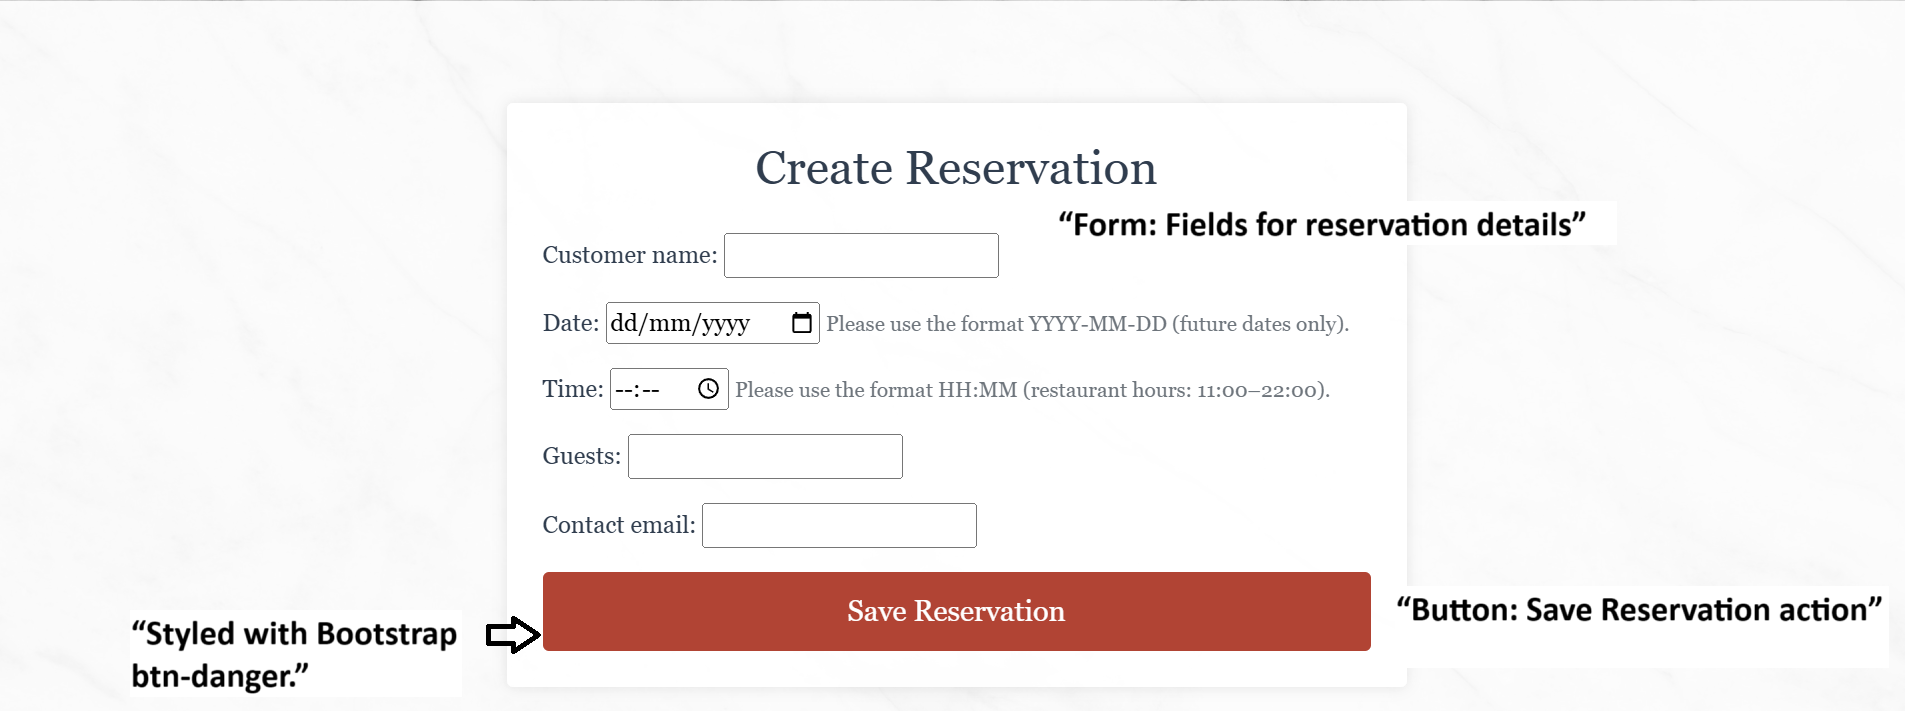 Create Reservation
“Form: Fields for reservation details”
Customer name:
Date: dd/mm/yyyy Please use the format YYYY-MM-DD (future dates only).
Time: --:-- Please use the format HH:MM (restaurant hours: 11:00–22:00).
Guests:
Contact email:
Save Reservation
“Button: Save Reservation action”
“Styled with Bootstrap
btn-danger.”